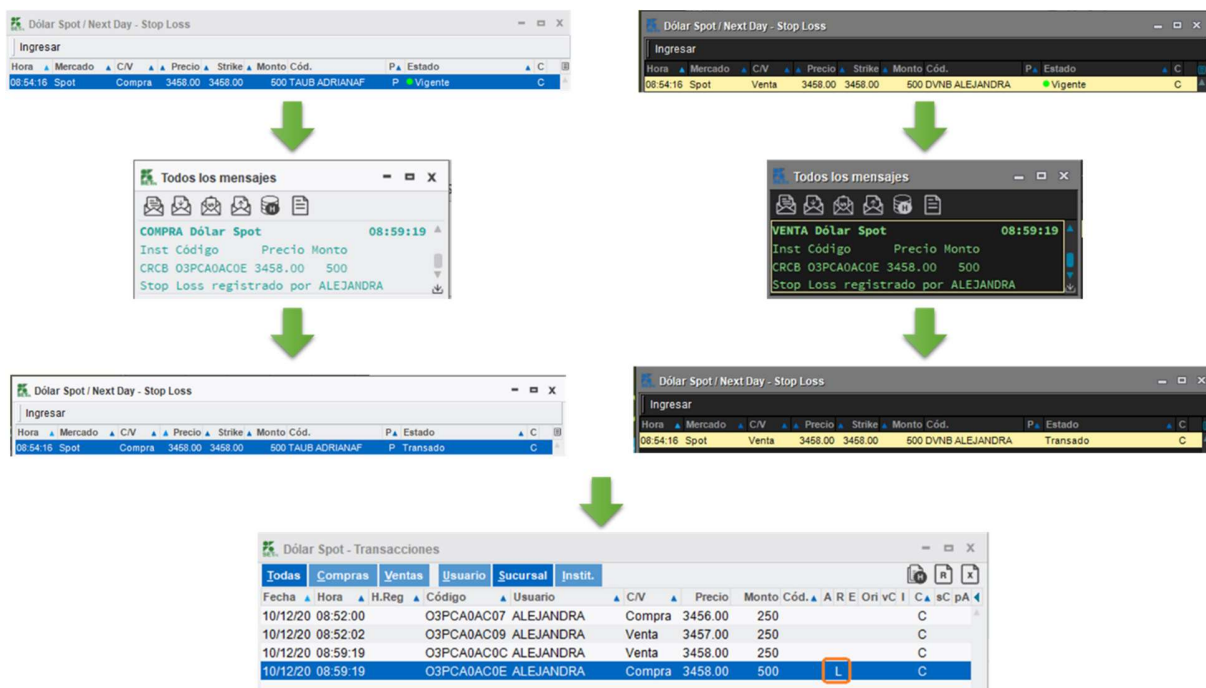 Dólar Spot / Next Day - Stop Loss
Ingresar
Hora Mercado C/V Precio Strike Monto Cód. P Estado C
08:54:16 Spot Compra 3458.00 3458.00 500 TAUB ADRIANAF P Vigente C
Dólar Spot / Next Day - Stop Loss
Ingresar
Hora Mercado C/V Precio Strike Monto Cód. P Estado C
08:54:16 Spot Venta 3458.00 3458.00 500 DVNB ALEJANDRA Vigente C
Todos los mensajes
COMPRA Dólar Spot 08:59:19
Inst Código Precio Monto
CRCB O3PCA0AC0E 3458.00 500
Stop Loss registrado por ALEJANDRA
Todos los mensajes
VENTA Dólar Spot 08:59:19
Inst Código Precio Monto
CRCB O3PCA0AC0E 3458.00 500
Stop Loss registrado por ALEJANDRA
Dólar Spot / Next Day - Stop Loss
Ingresar
Hora Mercado C/V Precio Strike Monto Cód. P Estado C
08:54:16 Spot Compra 3458.00 3458.00 500 TAUB ADRIANAF P Transado C
Dólar Spot / Next Day - Stop Loss
Ingresar
Hora Mercado C/V Precio Strike Monto Cód. P Estado C
08:54:16 Spot Venta 3458.00 3458.00 500 DVNB ALEJANDRA Transado C
Dólar Spot - Transacciones
Todas Compras Ventas Usuario Sucursal Instit. H R X
Fecha Hora H.Reg Código Usuario C/V Precio Monto Cód. A R E Ori vC I C sC pA
10/12/20 08:52:00 O3PCA0AC07 ALEJANDRA Compra 3456.00 250 C
10/12/20 08:52:02 O3PCA0AC09 ALEJANDRA Venta 3457.00 250 C
10/12/20 08:59:19 O3PCA0AC0C ALEJANDRA Venta 3458.00 250 C
10/12/20 08:59:19 O3PCA0AC0E ALEJANDRA Compra 3458.00 500 L C